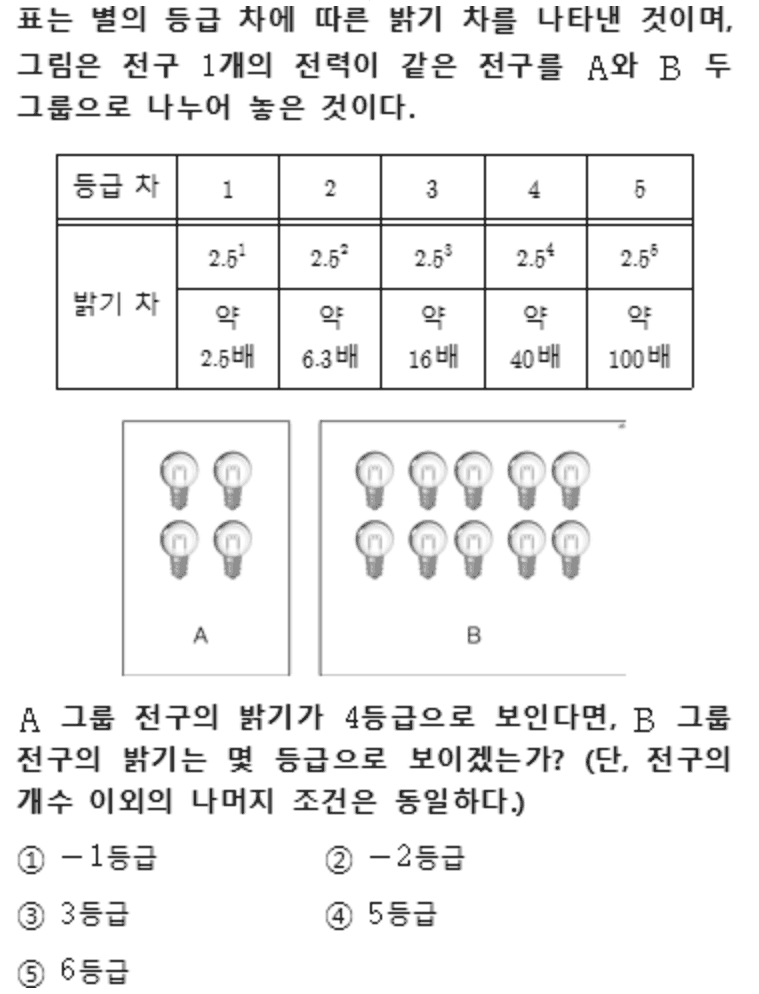 표는 별의 등급 차에 따른 밝기 차를 나타낸 것이며,
그림은 전구 1개의 전력이 같은 전구를 A와 B 두
그룹으로 나누어 놓은 것이다.
등급 차 1 2 3 4 5
밝기 차 2.5¹ 2.5² 2.5³ 2.5⁴ 2.5⁵
약 약 약 약 약
2.5배 6.3배 16배 40배 100배
A B
A 그룹 전구의 밝기가 4등급으로 보인다면, B 그룹
전구의 밝기는 몇 등급으로 보이겠는가? (단, 전구의
개수 이외의 나머지 조건은 동일하다.)
① －1등급 ② －2등급
③ 3등급 ④ 5등급
⑤ 6등급